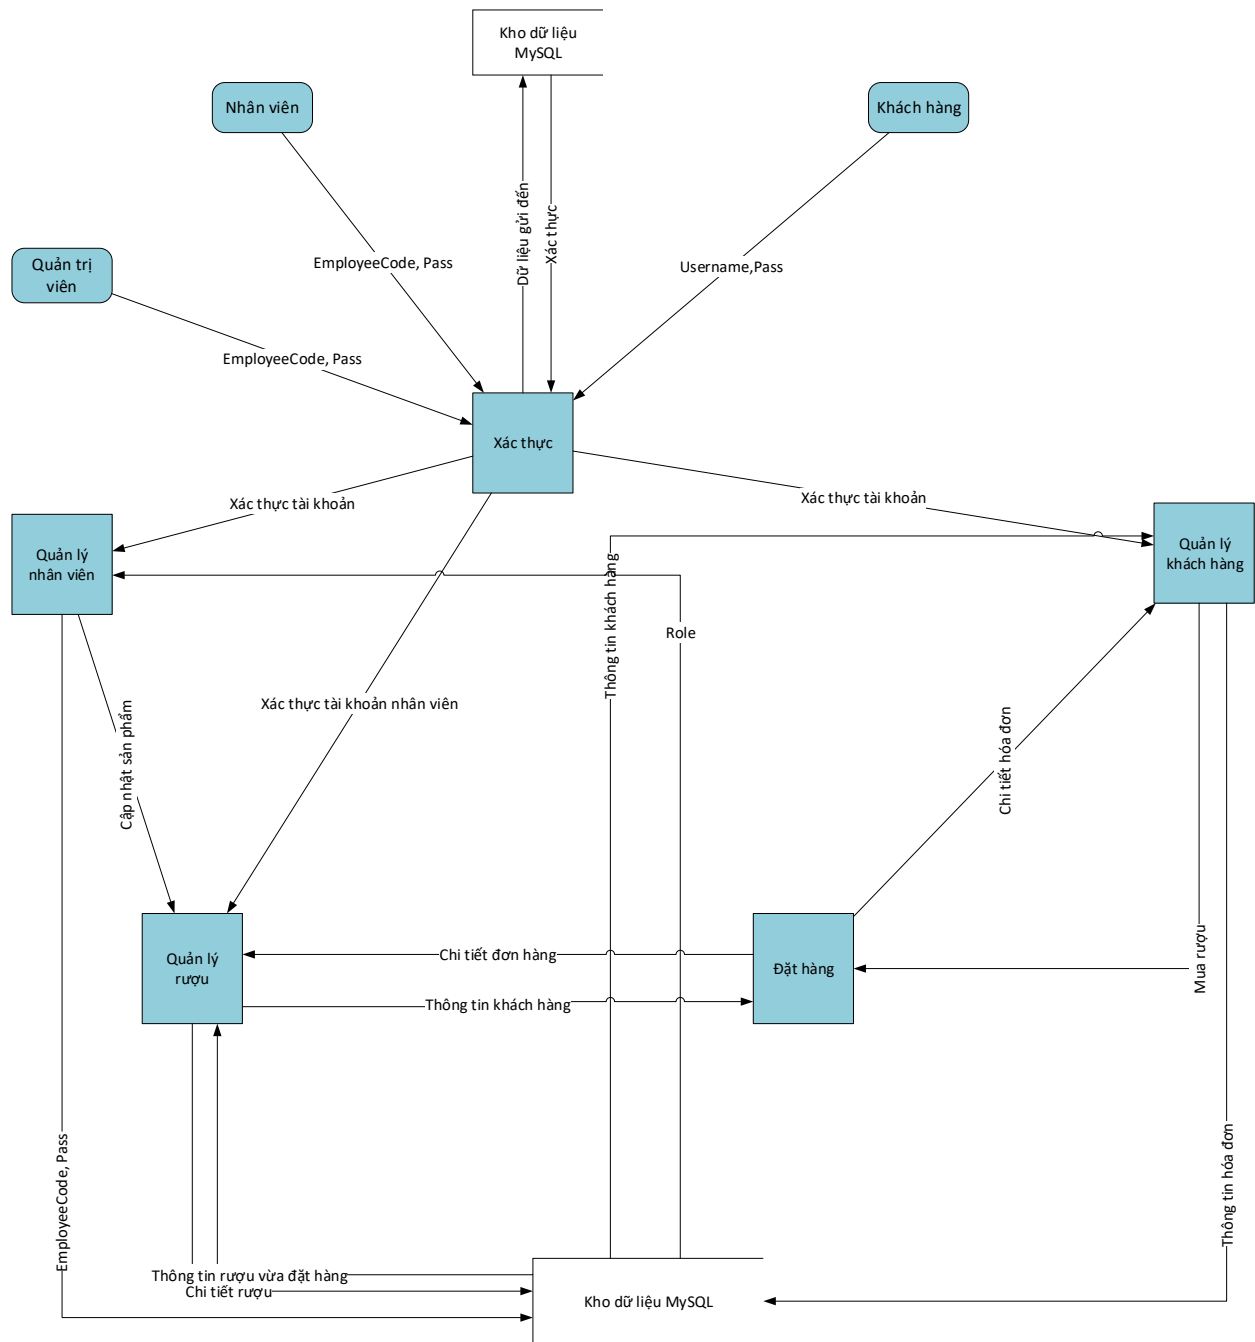 Kho dữ liệu
MySQL
Nhân viên
Khách hàng
Dữ liệu gửi đến
Xác thực
Quản trị
viên
EmployeeCode, Pass
Username,Pass
EmployeeCode, Pass
Xác thực
Xác thực tài khoản
Xác thực tài khoản
Quản lý
nhân viên
Quản lý
khách hàng
Thông tin khách hàng
Role
Xác thực tài khoản nhân viên
Cập nhật sản phẩm
Chi tiết hóa đơn
Quản lý
rượu
Chi tiết đơn hàng
Đặt hàng
Mua rượu
Thông tin khách hàng
EmployeeCode, Pass
Thông tin hóa đơn
Thông tin rượu vừa đặt hàng
Chi tiết rượu
Kho dữ liệu MySQL